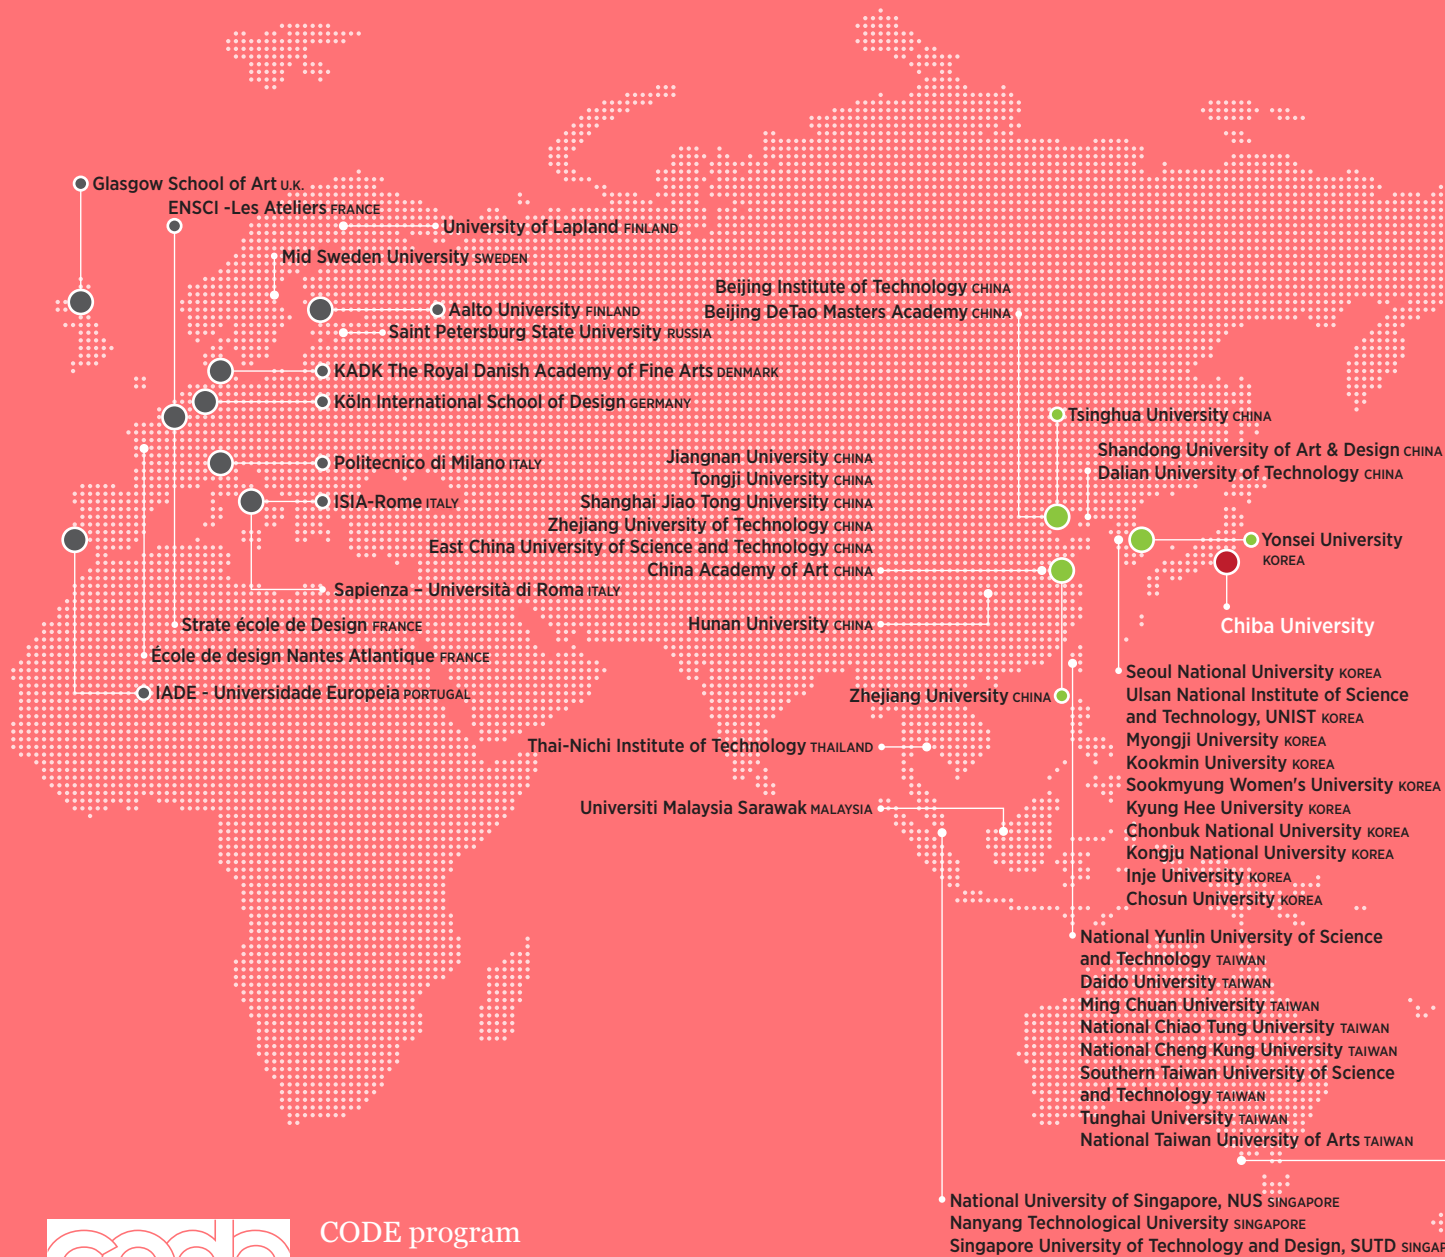 Glasgow School of Art U.K.
ENSCI -Les Ateliers FRANCE
University of Lapland FINLAND
Mid Sweden University SWEDEN
Aalto University FINLAND
Saint Petersburg State University RUSSIA
KADK The Royal Danish Academy of Fine Arts DENMARK
Köln International School of Design GERMANY
Politecnico di Milano ITALY
ISIA-Rome ITALY
Sapienza – Università di Roma ITALY
Strate école de Design FRANCE
École de design Nantes Atlantique FRANCE
IADE - Universidade Europeia PORTUGAL
Beijing Institute of Technology CHINA
Beijing DeTao Masters Academy CHINA
Tsinghua University CHINA
Shandong University of Art & Design CHINA
Dalian University of Technology CHINA
Jiangnan University CHINA
Tongji University CHINA
Shanghai Jiao Tong University CHINA
Zhejiang University of Technology CHINA
East China University of Science and Technology CHINA
China Academy of Art CHINA
Hunan University CHINA
Zhejiang University CHINA
Yonsei University
KOREA
Chiba University
Thai-Nichi Institute of Technology THAILAND
Universiti Malaysia Sarawak MALAYSIA
Seoul National University KOREA
Ulsan National Institute of Science
and Technology, UNIST KOREA
Myongji University KOREA
Kookmin University KOREA
Sookmyung Women's University KOREA
Kyung Hee University KOREA
Chonbuk National University KOREA
Kongju National University KOREA
Inje University KOREA
Chosun University KOREA
National Yunlin University of Science
and Technology TAIWAN
Daido University TAIWAN
Ming Chuan University TAIWAN
National Chiao Tung University TAIWAN
National Cheng Kung University TAIWAN
Southern Taiwan University of Science
and Technology TAIWAN
Tunghai University TAIWAN
National Taiwan University of Arts TAIWAN
National University of Singapore, NUS SINGAPORE
Nanyang Technological University SINGAPORE
Singapore University of Technology and Design, SUTD
CODE program